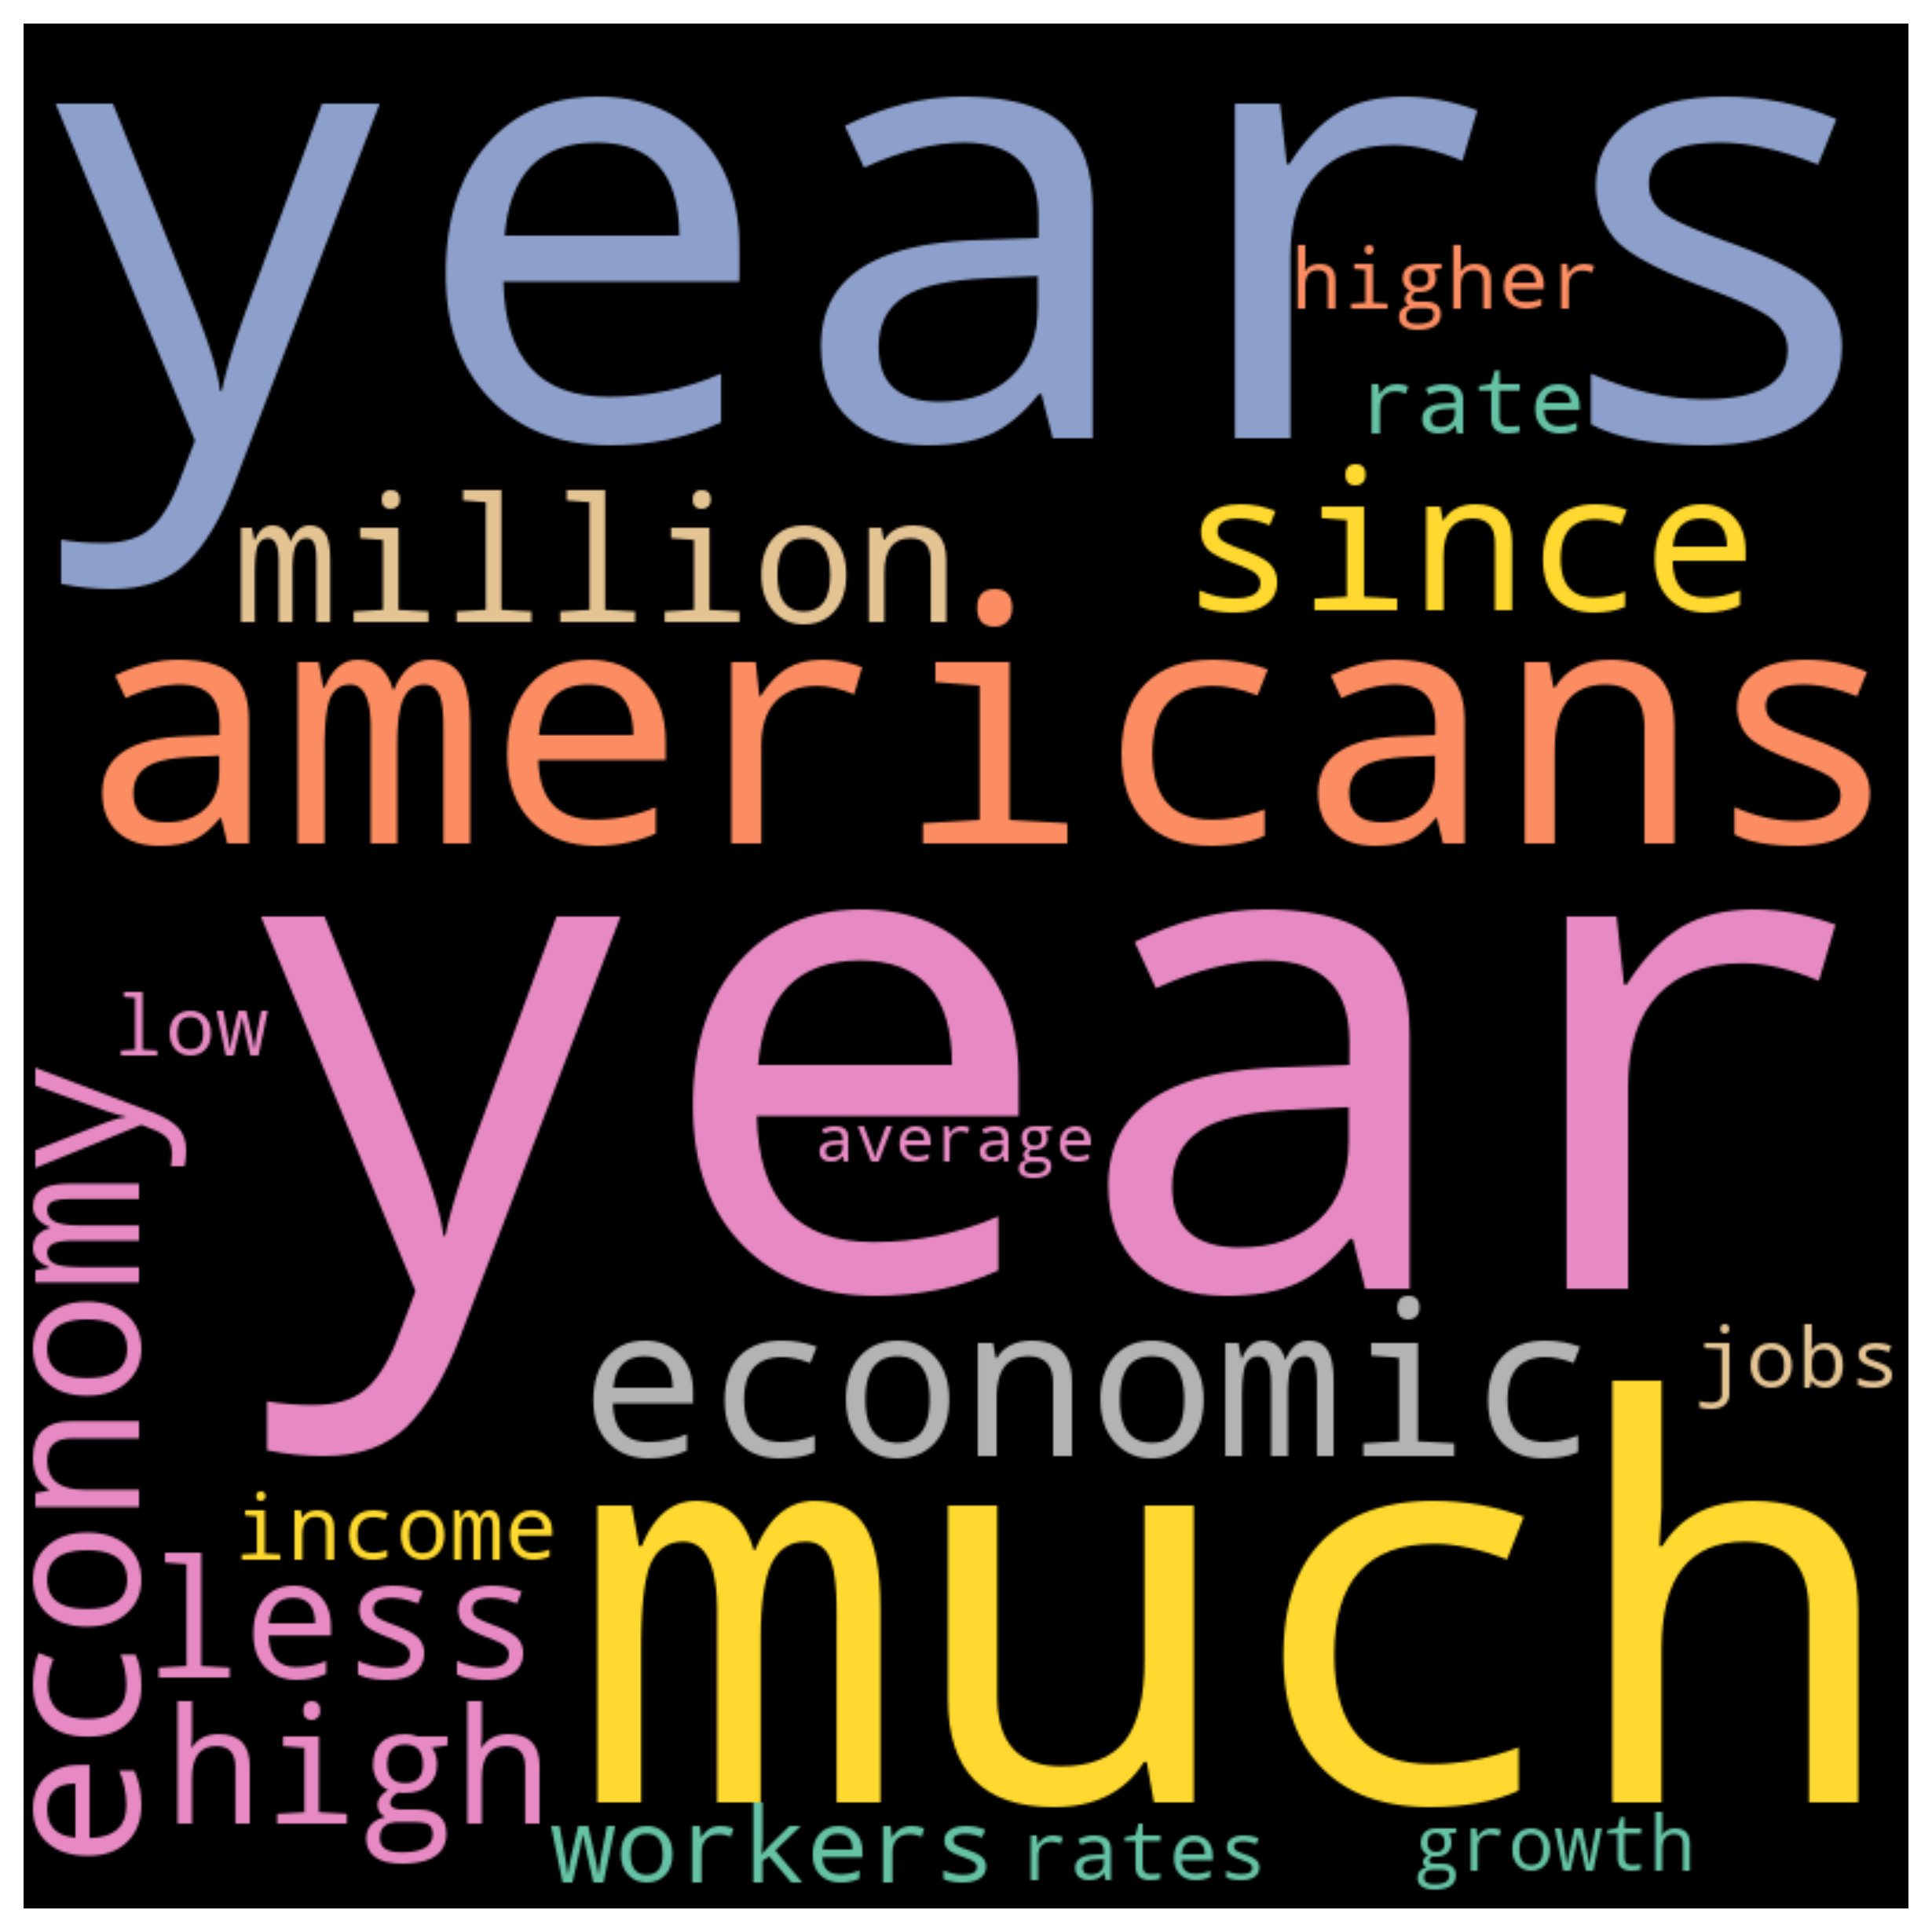 years
higher
rate
since
million
americans
year
low
average
economy
economic
jobs
income
much
less
high
workers rates growth